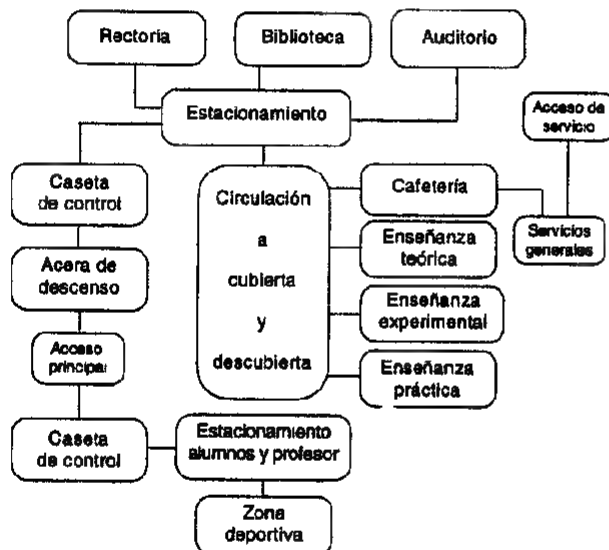 Rectoría
Biblioteca
Auditorio
Estacionamiento
Acceso de
servicio
Caseta
de control
Circulación
a
cubierta
y
descubierta
Cafetería
Servicios
generales
Enseñanza
teórica
Acera de
descenso
Enseñanza
experimental
Acceso
principal
Enseñanza
práctica
Caseta
de control
Estacionamiento
alumnos y profesor
Zona
deportiva